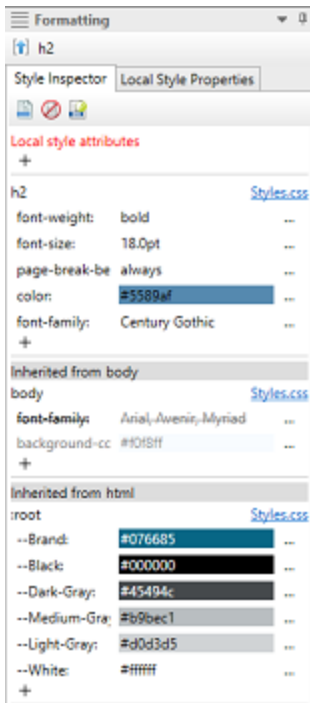 Formatting
h2
Style Inspector Local Style Properties
Local style attributes
+
h2 Styles.css
font-weight: bold ...
font-size: 18.0pt ...
page-break-be always ...
color: #5589af ...
font-family: Century Gothic ...
+
Inherited from body
body Styles.css
font-family: Arial, Avenir, Myriad ...
background-cc #f0f8ff ...
+
Inherited from html
:root Styles.css
--Brand: #076685 ...
--Black: #000000 ...
--Dark-Gray: #45494c ...
--Medium-Gra #b9bec1 ...
--Light-Gray: #d0d3d5 ...
--White: #ffffff ...
+